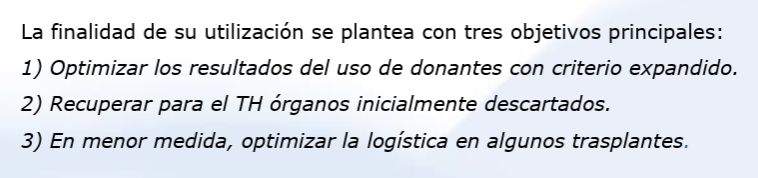 La finalidad de su utilización se plantea con tres objetivos principales:
1) Optimizar los resultados del uso de donantes con criterio expandido.
2) Recuperar para el TH órganos inicialmente descartados.
3) En menor medida, optimizar la logística en algunos trasplantes.